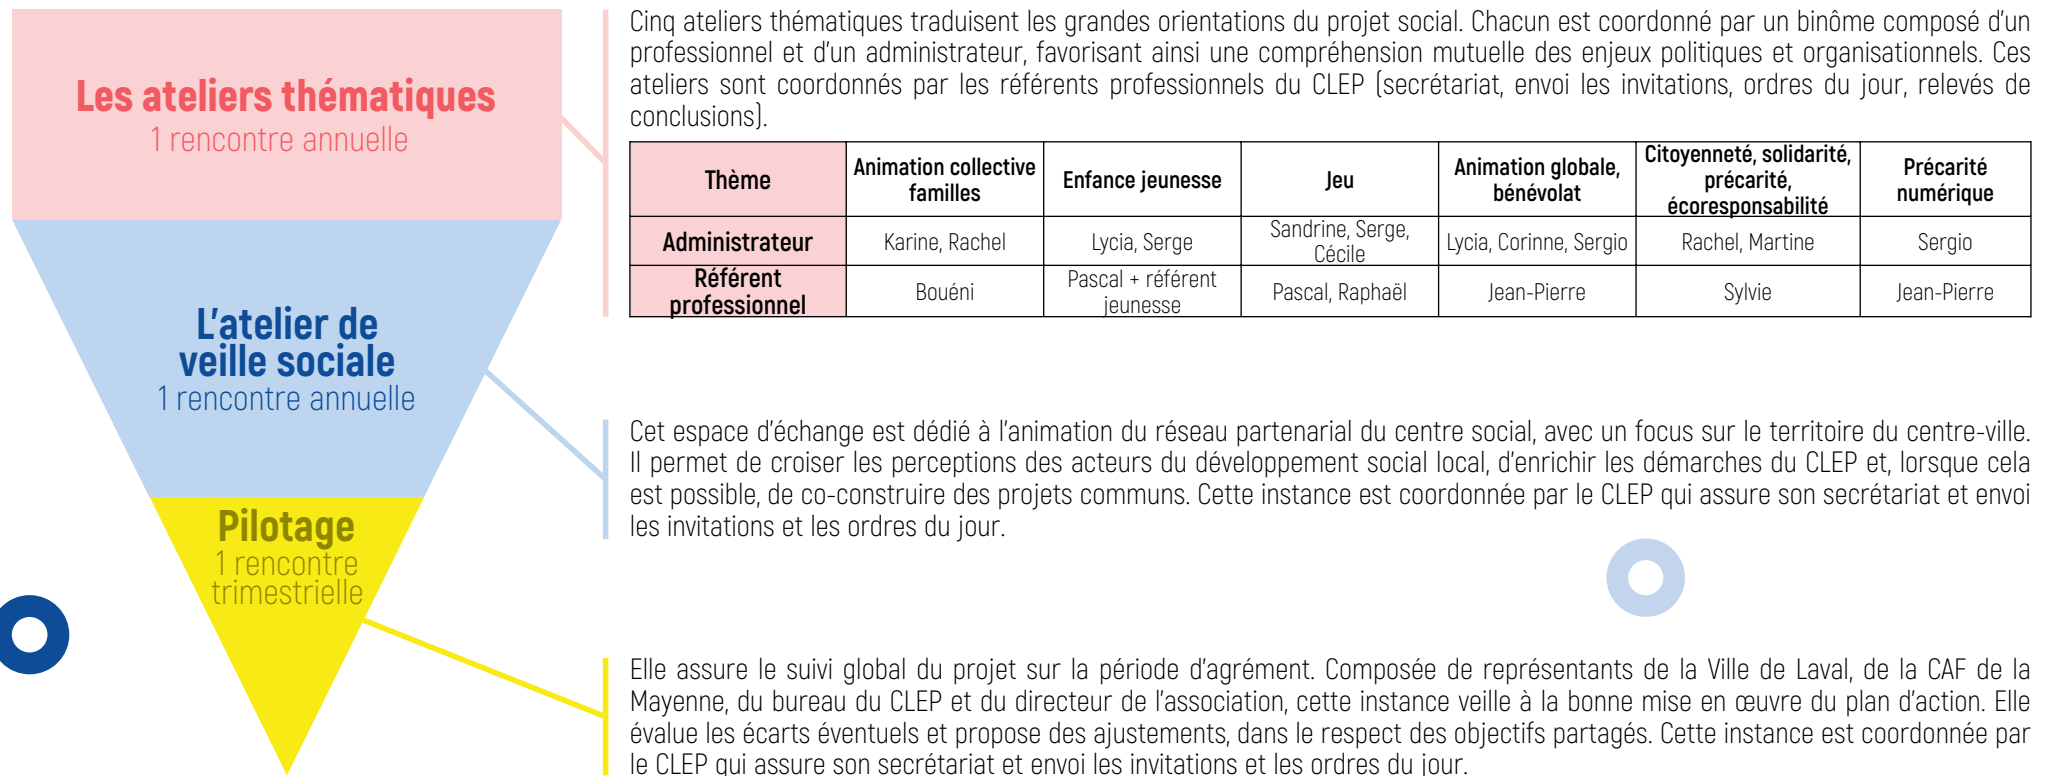 Les ateliers thématiques
1 rencontre annuelle
Cinq ateliers thématiques traduisent les grandes orientations du projet social. Chacun est coordonné par un binôme composé d'un
professionnel et d'un administrateur, favorisant ainsi une compréhension mutuelle des enjeux politiques et organisationnels. Ces
ateliers sont coordonnés par les référents professionnels du CLEP (secrétariat, envoi les invitations, ordres du jour, relevés de
conclusions).
Thème
Animation collective
familles
Enfance jeunesse
Jeu
Animation globale,
bénévolat
Citoyenneté, solidarité,
précarité,
écoresponsabilité
Précarité
numérique
Administrateur
Karine, Rachel
Lycia, Serge
Sandrine, Serge,
Cécile
Lycia, Corinne, Sergio
Rachel, Martine
Sergio
Référent
professionnel
Bouéni
Pascal + référent
jeunesse
Pascal, Raphaël
Jean-Pierre
Sylvie
Jean-Pierre
L'atelier de
veille sociale
1 rencontre annuelle
Cet espace d'échange est dédié à l'animation du réseau partenarial du centre social, avec un focus sur le territoire du centre-ville.
Il permet de croiser les perceptions des acteurs du développement social local, d'enrichir les démarches du CLEP et, lorsque cela
est possible, de co-construire des projets communs. Cette instance est coordonnée par le CLEP qui assure son secrétariat et envoi
les invitations et les ordres du jour.
Pilotage
1 rencontre
trimestrielle
Elle assure le suivi global du projet sur la période d'agrément. Composée de représentants de la Ville de Laval, de la CAF de la
Mayenne, du bureau du CLEP et du directeur de l'association, cette instance veille à la bonne mise en œuvre du plan d'action. Elle
évalue les écarts éventuels et propose des ajustements, dans le respect des objectifs partagés. Cette instance est coordonnée par
le CLEP qui assure son secrétariat et envoi les invitations et les ordres du jour.